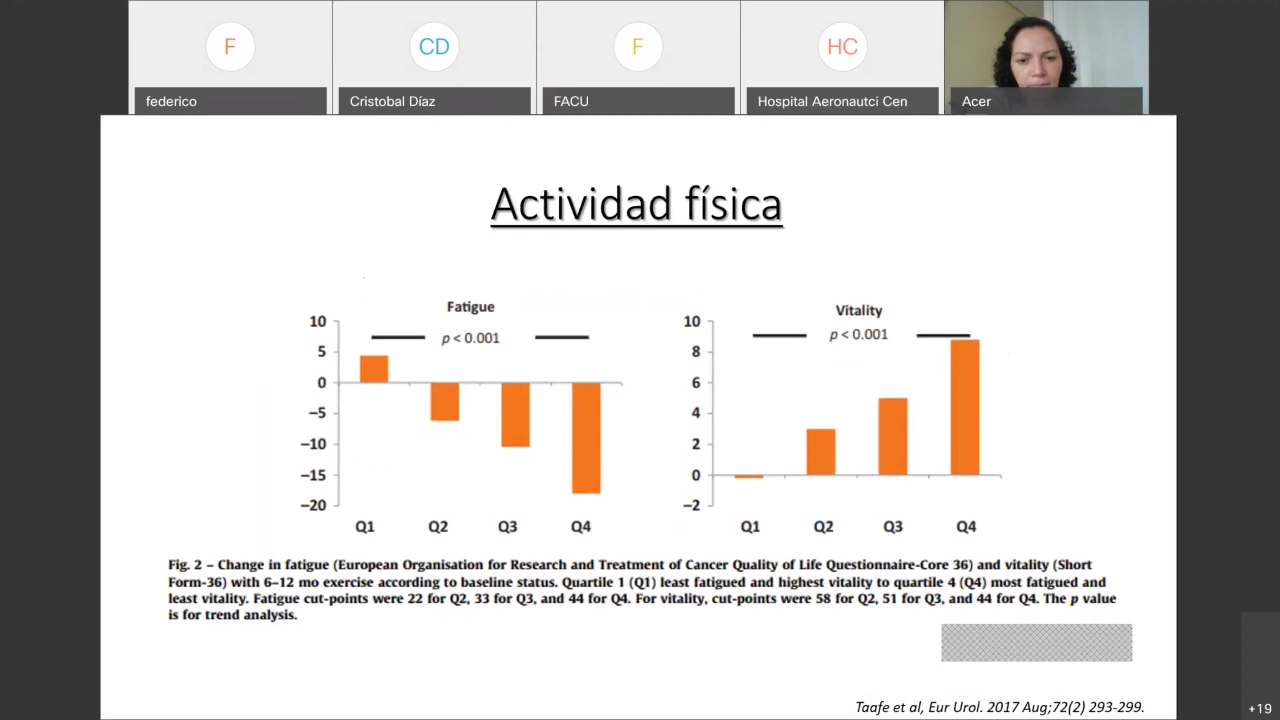 F
CD
F
HC
federico
Cristobal Díaz
FACU
Hospital Aeronautci Cen
Acer
Actividad física
Fatigue
10
5
0
−5
−10
−15
−20
p < 0.001
Q1 Q2 Q3 Q4
Vitality
10
8
6
4
2
0
−2
p < 0.001
Q1 Q2 Q3 Q4
Fig. 2 – Change in fatigue (European Organisation for Research and Treatment of Cancer Quality of Life Questionnaire-Core 36) and vitality (Short
Form-36) with 6–12 mo exercise according to baseline status. Quartile 1 (Q1) least fatigued and highest vitality to quartile 4 (Q4) most fatigued and
least vitality. Fatigue cut-points were 22 for Q2, 33 for Q3, and 44 for Q4. For vitality, cut-points were 58 for Q2, 51 for Q3, and 44 for Q4. The p value
is for trend analysis.
Taafe et al, Eur Urol. 2017 Aug;72(2) 293-299.
+19